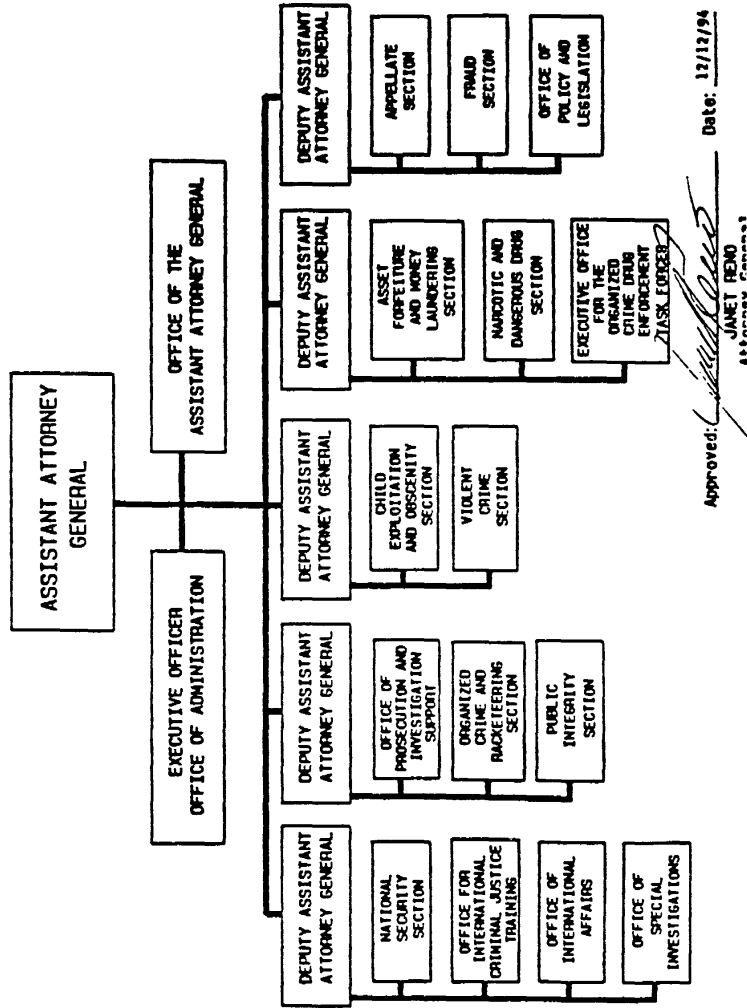 ASSISTANT ATTORNEY
GENERAL
EXECUTIVE OFFICER
OFFICE OF ADMINISTRATION
OFFICE OF THE
ASSISTANT ATTORNEY GENERAL
DEPUTY ASSISTANT
ATTORNEY GENERAL
NATIONAL
SECURITY
SECTION
OFFICE FOR
INTERNATIONAL
CRIMINAL JUSTICE
TRAINING
OFFICE OF
INTERNATIONAL
AFFAIRS
OFFICE OF
SPECIAL
INVESTIGATIONS
DEPUTY ASSISTANT
ATTORNEY GENERAL
OFFICE OF
PROSECUTION AND
INVESTIGATION
SUPPORT
ORGANIZED
CRIME AND
RACKETEERING
SECTION
PUBLIC
INTEGRITY
SECTION
DEPUTY ASSISTANT
ATTORNEY GENERAL
CHILD
EXPLOITATION
AND OBSCENITY
SECTION
VIOLENT
CRIME
SECTION
DEPUTY ASSISTANT
ATTORNEY GENERAL
ASSET
FORFEITURE
AND MONEY
LAUNDERING
SECTION
NARCOTIC AND
DANGEROUS DRUG
SECTION
EXECUTIVE OFFICE
FOR THE
ORGANIZED
CRIME DRUG
ENFORCEMENT
TASK FORCES
DEPUTY ASSISTANT
ATTORNEY GENERAL
APPELLATE
SECTION
FRAUD
SECTION
OFFICE OF
POLICY AND
LEGISLATION
Approved: Date: 12/12/94
JANET RENO
Attorney General